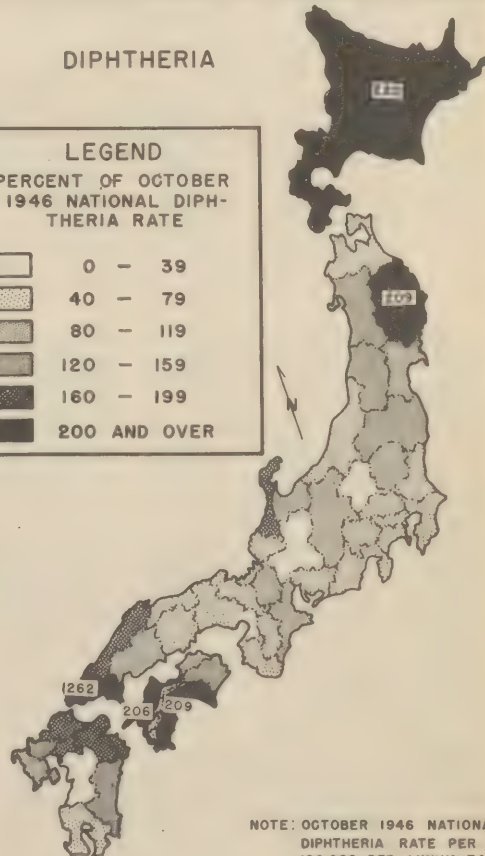 DIPHTHERIA
LEGEND
PERCENT OF OCTOBER
1946 NATIONAL DIPH-
THERIA RATE
0 - 39
40 - 79
80 - 119
120 - 159
160 - 199
200 AND OVER
209
N
262
206
209
NOTE: OCTOBER 1946 NATIONA
DIPHTHERIA RATE PER